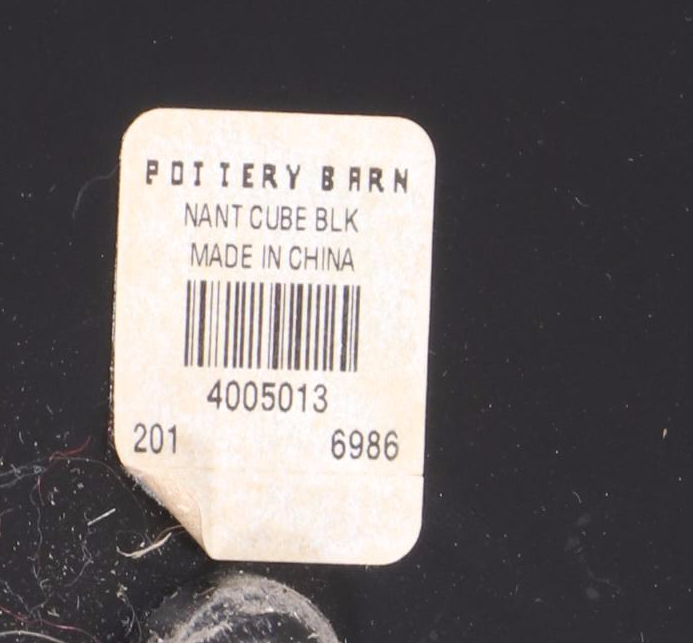 POTTERY BARN
NANT CUBE BLK
MADE IN CHINA
4005013
201 6986